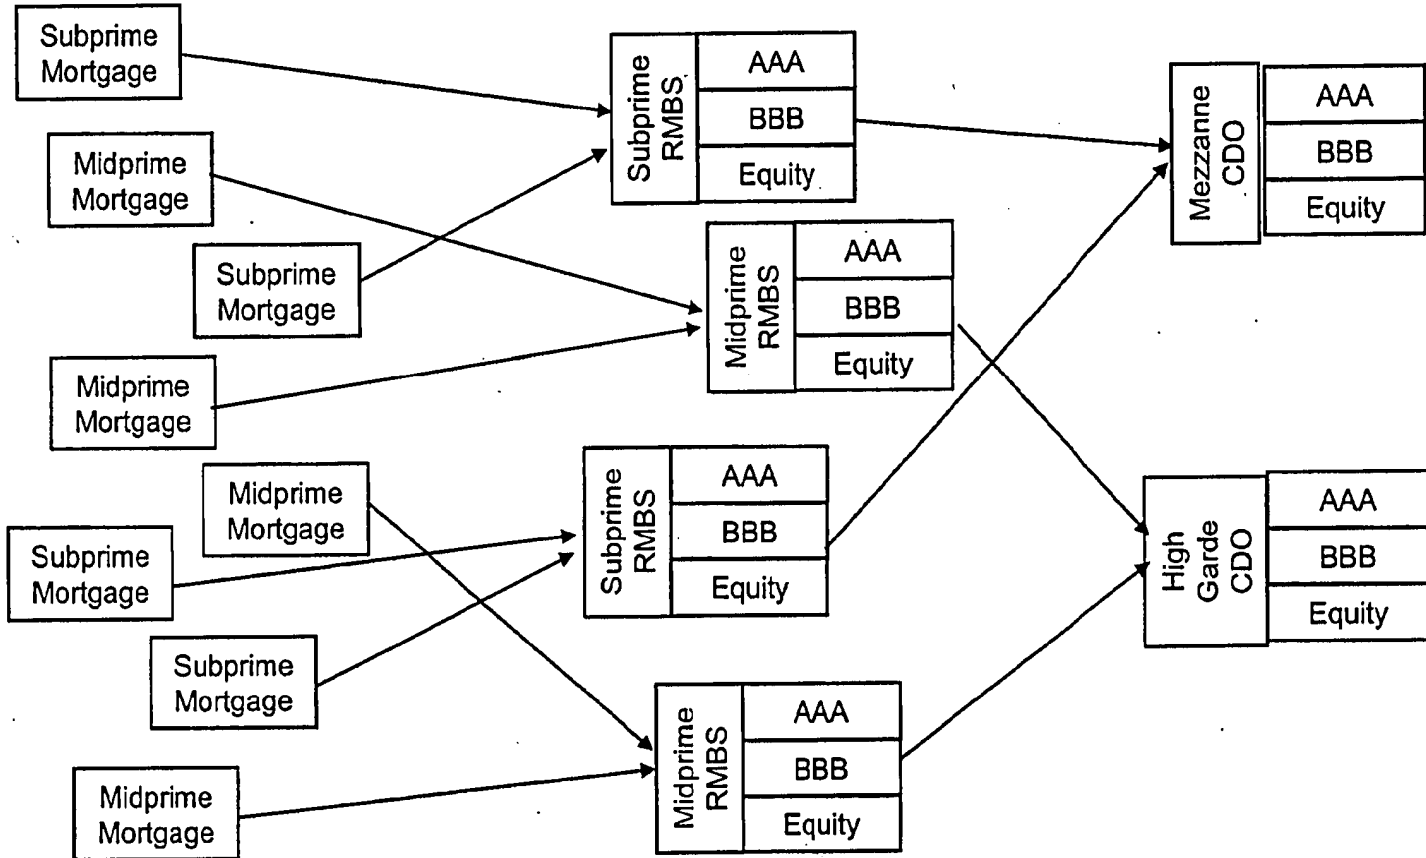 Subprime
Mortgage
Midprime
Mortgage
Subprime
Mortgage
Midprime
Mortgage
Midprime
Mortgage
Subprime
Mortgage
Subprime
Mortgage
Midprime
Mortgage
Subprime
RMBS
AAA
BBB
Equity
Midprime
RMBS
AAA
BBB
Equity
Subprime
RMBS
AAA
BBB
Equity
Midprime
RMBS
AAA
BBB
Equity
Mezzanne
CDO
AAA
BBB
Equity
High
Garde
CDO
AAA
BBB
Equity